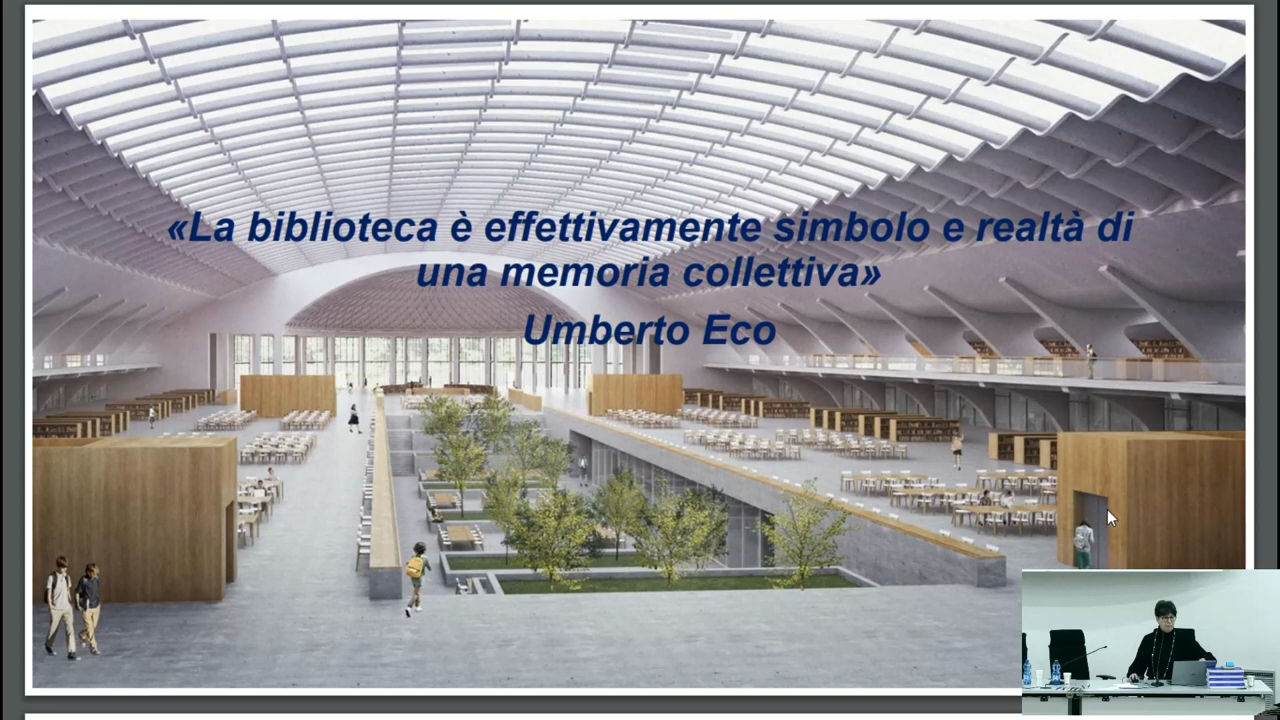 «La biblioteca è effettivamente simbolo e realtà di
una memoria collettiva»
Umberto Eco